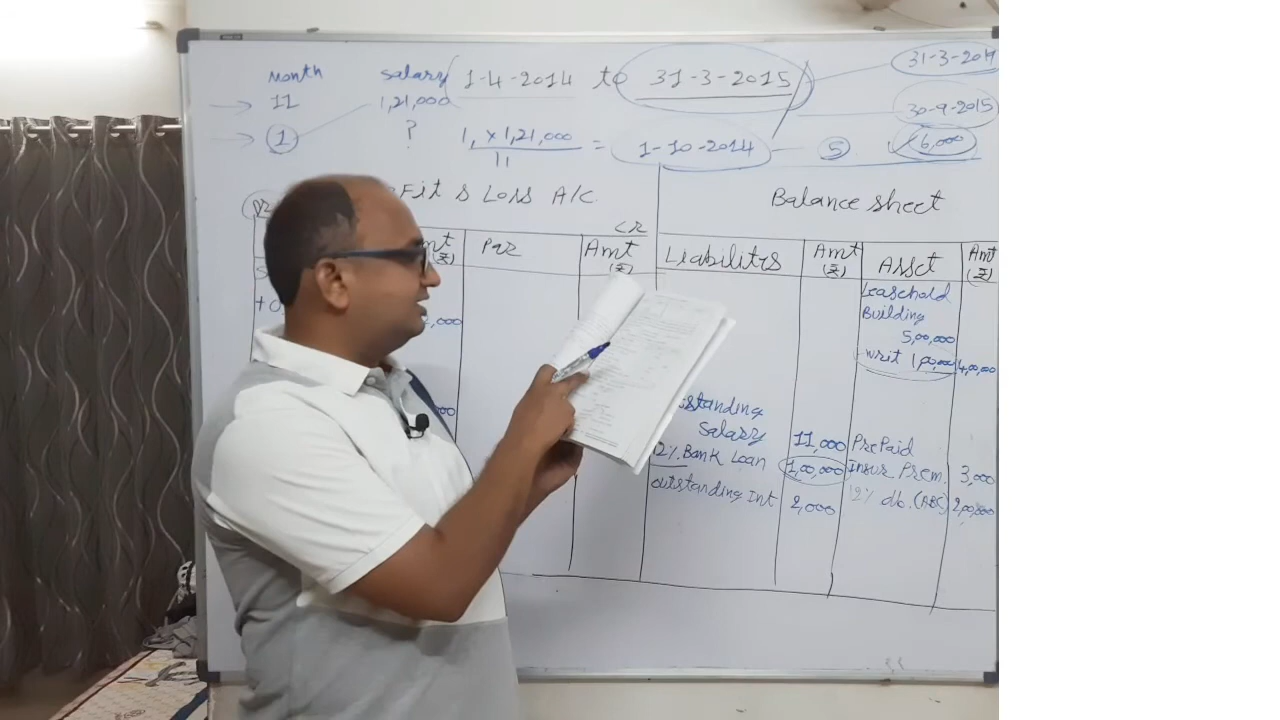 Month salary 1-4-2014 to 31-3-2015 31-3-2014
→ 11 1,21,000 30-9-2015
→ 1 ? 1 × 1,21,000 = 1-10-2014 5 6,000
11
Fit & Loss A/C Balance sheet
Cr
Par Amt (₹) Liabilities Amt (₹) Asset Amt (₹)
Leasehold
Building
5,00,000
writ 1,00,000 4,00,000
,000
standing
Salary 11,000 PrePaid
12% Bank Loan 1,00,000 Insur Prem. 3,000
outstanding Int 2,000 12% db. (ABC) 2,00,000